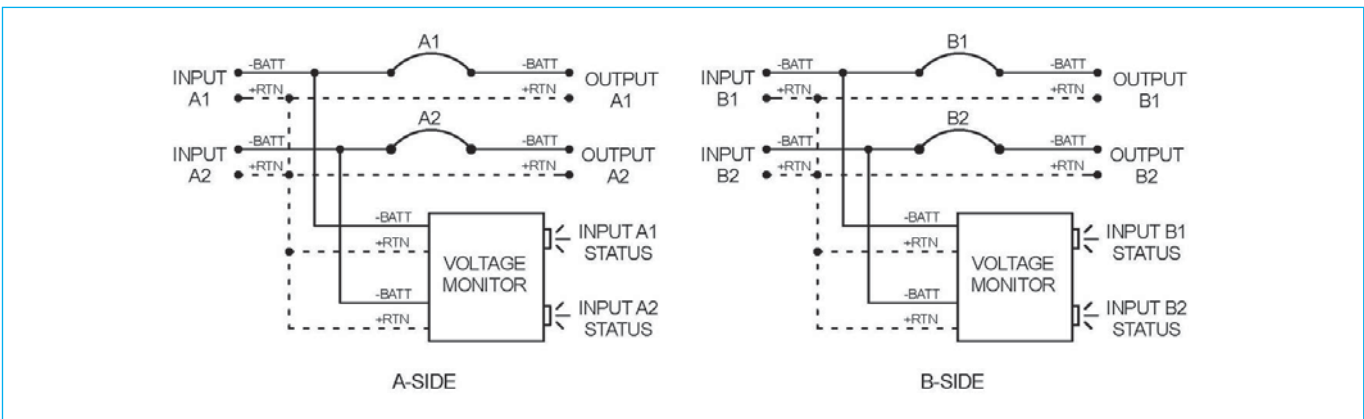 A1
-BATT
-BATT
INPUT
A1
OUTPUT
A1
+RTN
+RTN
A2
-BATT
-BATT
INPUT
A2
OUTPUT
A2
+RTN
+RTN
-BATT
+RTN
VOLTAGE
MONITOR
-BATT
+RTN
INPUT A1
STATUS
INPUT A2
STATUS
A-SIDE
B1
-BATT
-BATT
INPUT
B1
OUTPUT
B1
+RTN
+RTN
B2
-BATT
-BATT
INPUT
B2
OUTPUT
B2
+RTN
+RTN
-BATT
+RTN
VOLTAGE
MONITOR
-BATT
+RTN
INPUT B1
STATUS
INPUT B2
STATUS
B-SIDE